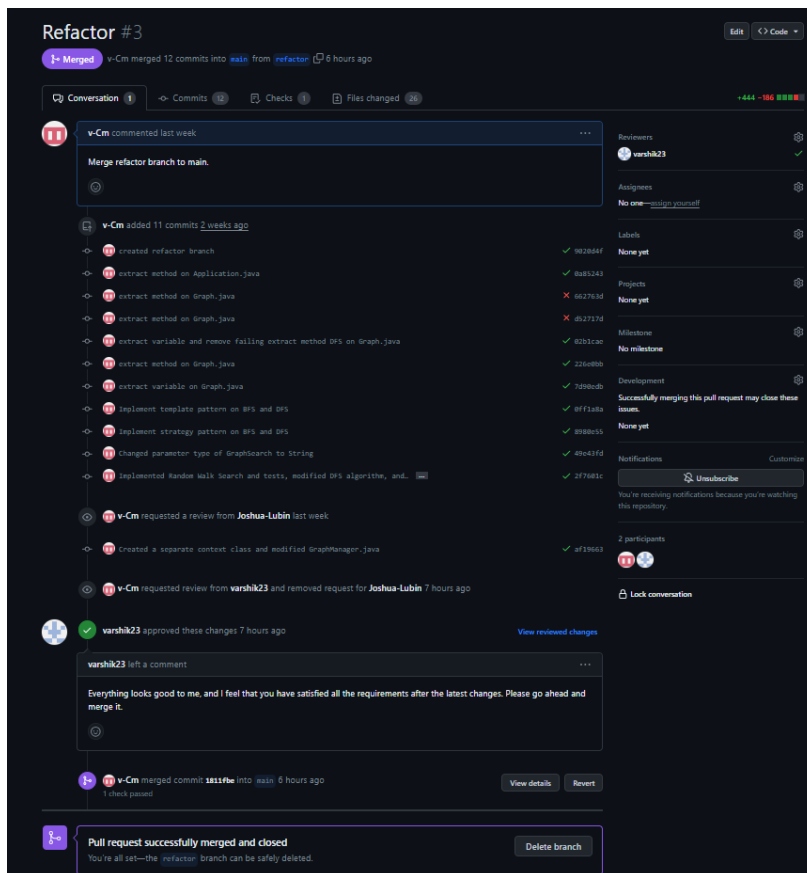 Refactor #3
Edit
<> Code
Merged
v-Cm merged 12 commits into main from refactor 6 hours ago
Conversation 1
Commits 12
Checks 1
Files changed 26
+444 −186
v-Cm commented last week
Merge refactor branch to main.
v-Cm added 11 commits 2 weeks ago
created refactor branch 9020d4f
extract method on Application.java 0a85243
extract method on Graph.java 662763d
extract method on Graph.java d52717d
extract variable and remove failing extract method DFS on Graph.java 02b1cae
extract method on Graph.java 226e0bb
extract variable on Graph.java 7d90edb
Implement template pattern on BFS and DFS 0ff1a8a
Implement strategy pattern on BFS and DFS 8980e55
Changed parameter type of GraphSearch to String 49e43fd
Implemented Random Walk Search and tests, modified DFS algorithm, and… 2f7601c
v-Cm requested a review from Joshua-Lubin last week
Created a separate context class and modified GraphManager.java af19663
v-Cm requested review from varshik23 and removed request for Joshua-Lubin 7 hours ago
varshik23 approved these changes 7 hours ago
View reviewed changes
varshik23 left a comment
Everything looks good to me, and I feel that you have satisfied all the requirements after the latest changes. Please go ahead and
merge it.
v-Cm merged commit 1811fbe into main 6 hours ago
1 check passed
View details
Revert
Pull request successfully merged and closed
You're all set—the refactor branch can be safely deleted.
Delete branch
Reviewers
varshik23
Assignees
No one—assign yourself
Labels
None yet
Projects
None yet
Milestone
No milestone
Development
Successfully merging this pull request may close these
issues.
None yet
Notifications
Customize
Unsubscribe
You're receiving notifications because you're watching
this repository.
2 participants
Lock conversation